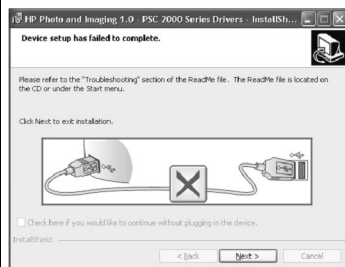 HP Photo and Imaging 1.0 - PSC 2000 Series Drivers - InstallSh...
Device setup has failed to complete.
Please refer to the "Troubleshooting" section of the ReadMe file. The ReadMe file is located on
the CD or under the Start menu.
Click Next to exit installation.
Check here if you would like to continue without plugging in the device.
InstallShield
< Back
Next >
Cancel